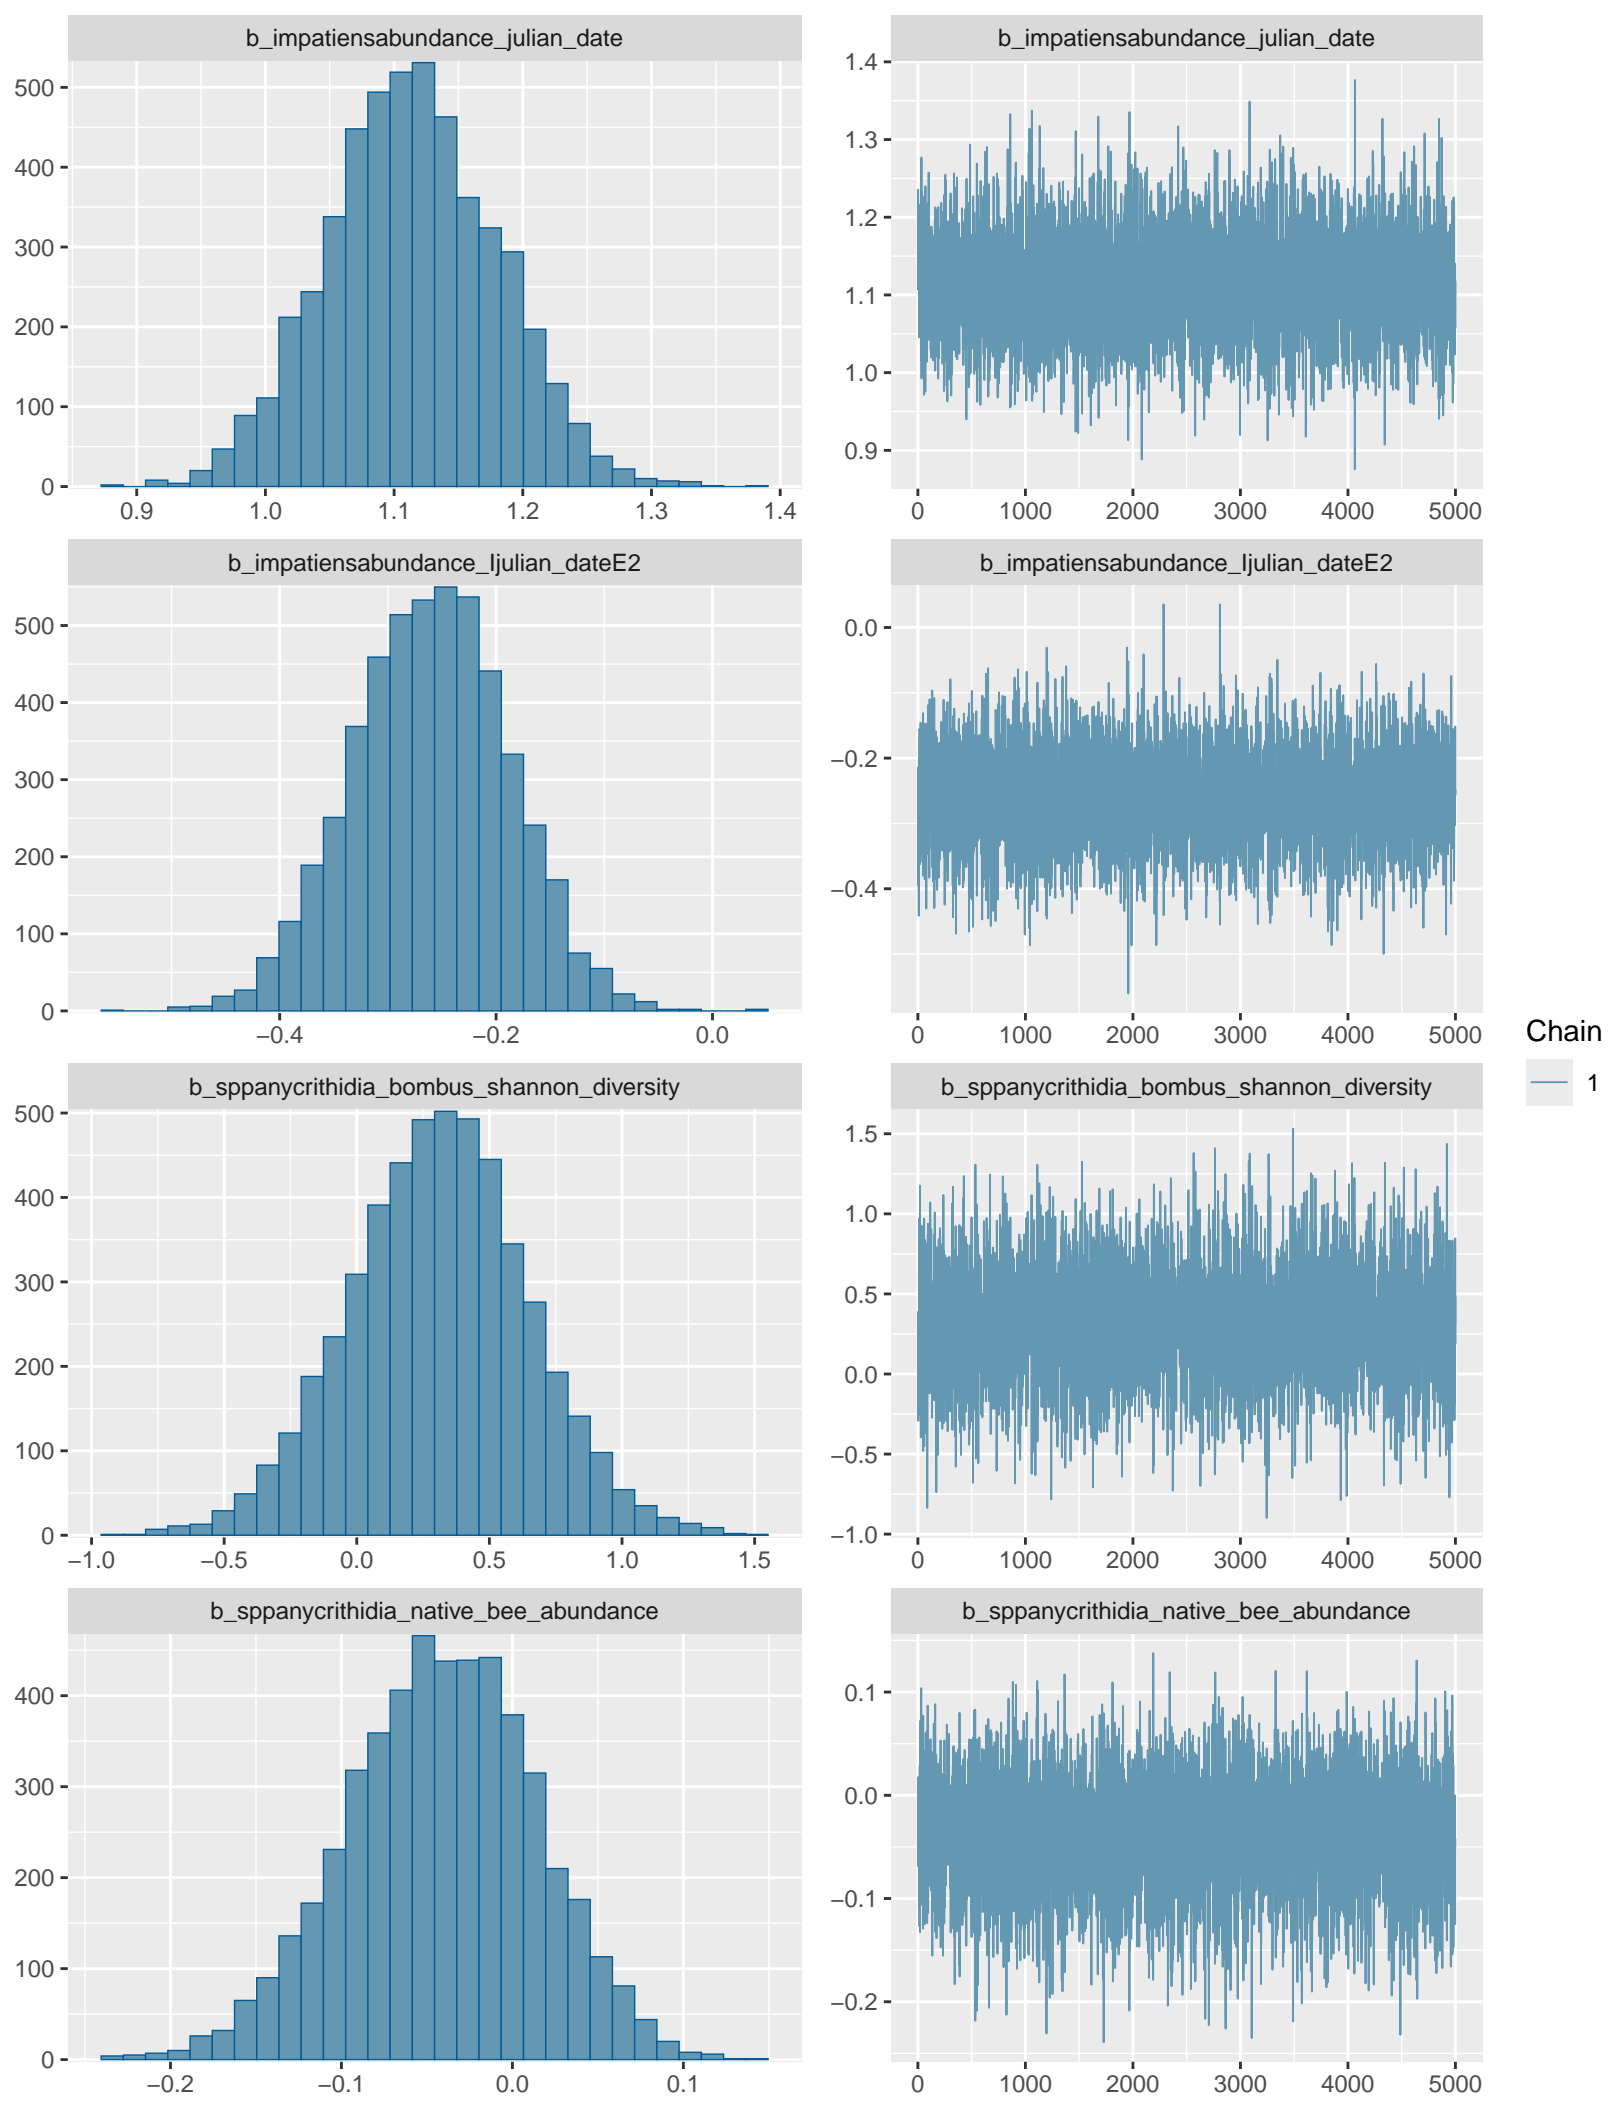 b_impatiensabundance_julian_date
b_impatiensabundance_julian_date
500
400
300
200
100
0
0.9 1.0 1.1 1.2 1.3 1.4
1.4
1.3
1.2
1.1
1.0
0.9
0 1000 2000 3000 4000 5000
b_impatiensabundance_Ijulian_dateE2
b_impatiensabundance_Ijulian_dateE2
500
400
300
200
100
0
−0.4 −0.2 0.0
0.0
−0.2
−0.4
0 1000 2000 3000 4000 5000
Chain
1
b_sppanycrithidia_bombus_shannon_diversity
b_sppanycrithidia_bombus_shannon_diversity
500
400
300
200
100
0
−1.0 −0.5 0.0 0.5 1.0 1.5
1.5
1.0
0.5
0.0
−0.5
−1.0
0 1000 2000 3000 4000 5000
b_sppanycrithidia_native_bee_abundance
b_sppanycrithidia_native_bee_abundance
400
300
200
100
0
−0.2 −0.1 0.0 0.1
0.1
0.0
−0.1
−0.2
0 1000 2000 3000 4000 5000